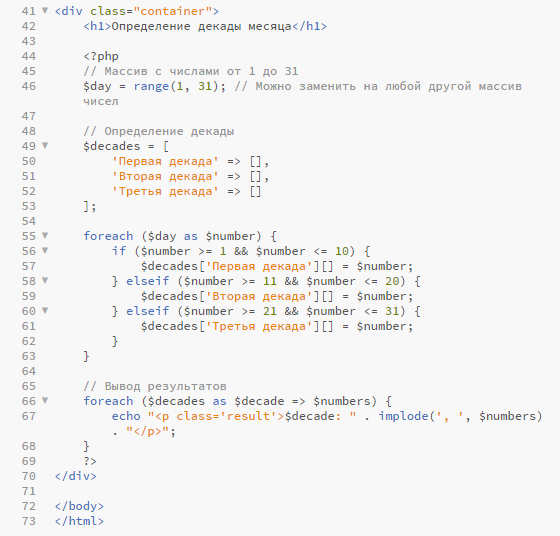 41 ▼ <div class="container">
42 <h1>Определение декады месяца</h1>
43
44 <?php
45 // Массив с числами от 1 до 31
46 $day = range(1, 31); // Можно заменить на любой другой массив
чисел
47
48 // Определение декады
49 ▼ $decades = [
50 'Первая декада' => [],
51 'Вторая декада' => [],
52 'Третья декада' => []
53 ];
54
55 ▼ foreach ($day as $number) {
56 ▼ if ($number >= 1 && $number <= 10) {
57 $decades['Первая декада'][] = $number;
58 ▼ } elseif ($number >= 11 && $number <= 20) {
59 $decades['Вторая декада'][] = $number;
60 ▼ } elseif ($number >= 21 && $number <= 31) {
61 $decades['Третья декада'][] = $number;
62 }
63 }
64
65 // Вывод результатов
66 ▼ foreach ($decades as $decade => $numbers) {
67 echo "<p class='result'>$decade: " . implode(', ', $numbers)
. "</p>";
68 }
69 ?>
70 </div>
71
72 </body>
73 </html>